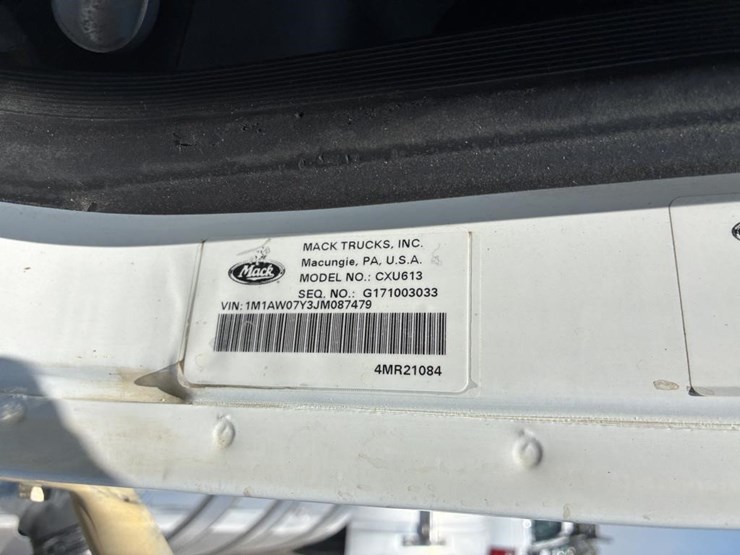 Mack
MACK TRUCKS, INC.
Macungie, PA, U.S.A.
MODEL NO.: CXU613
SEQ. NO.: G171003033
VIN: 1M1AW07Y3JM087479
4MR21084